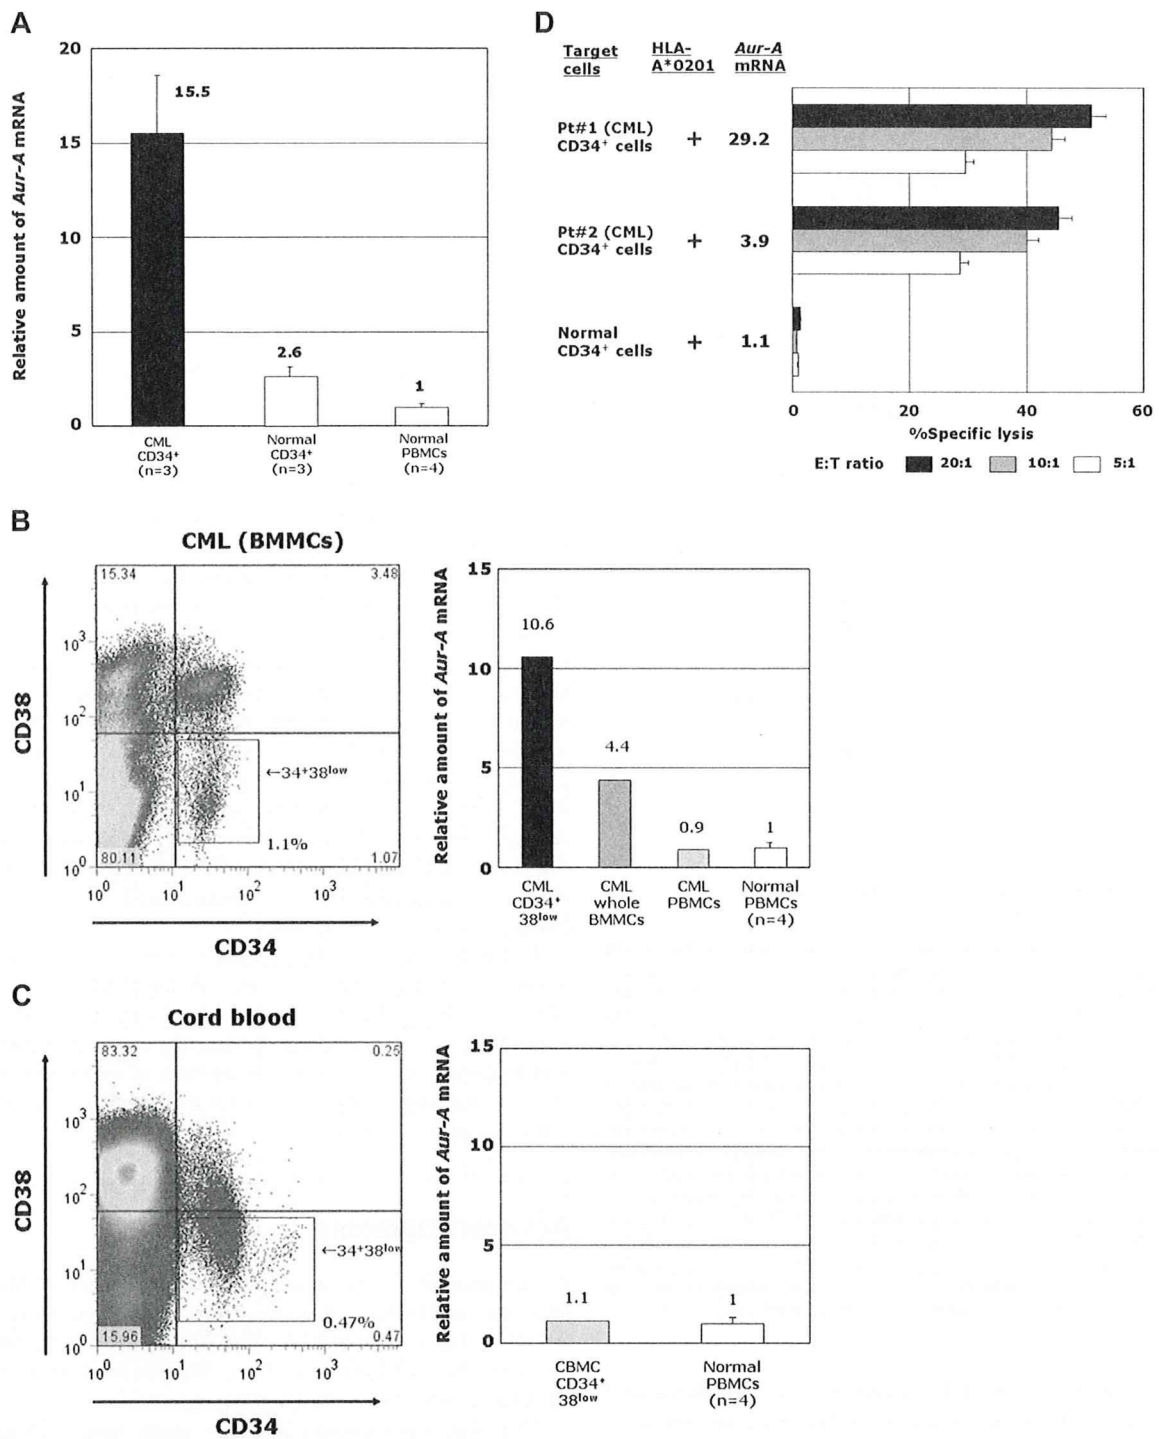 A
Relative amount of Aur-A mRNA
20
15
10
5
0
15.5
2.6
1
CML
CD34⁺
(n=3)
Normal
CD34⁺
(n=3)
Normal
PBMCs
(n=4)
D
Target
cells
HLA-
A*0201
Aur-A
mRNA
Pt#1 (CML)
CD34⁺ cells
+
29.2
Pt#2 (CML)
CD34⁺ cells
+
3.9
Normal
CD34⁺ cells
+
1.1
0
20
40
60
%Specific lysis
E:T ratio
20:1
10:1
5:1
B
CML (BMMCs)
CD38
15.34
3.48
10³
10²
10¹
10⁰
80.11
1.07
←34⁺38ˡᵒʷ
1.1%
10⁰
10¹
10²
10³
CD34
Relative amount of Aur-A mRNA
15
10
5
0
10.6
4.4
0.9
1
CML
CD34⁺
38ˡᵒʷ
CML
whole
BMMCs
CML
PBMCs
Normal
PBMCs
(n=4)
C
Cord blood
CD38
83.32
0.25
10³
10²
10¹
10⁰
15.96
0.47
←34⁺38ˡᵒʷ
0.47%
10⁰
10¹
10²
10³
CD34
Relative amount of Aur-A mRNA
15
10
5
0
1.1
1
CBMC
CD34⁺
38ˡᵒʷ
Normal
PBMCs
(n=4)